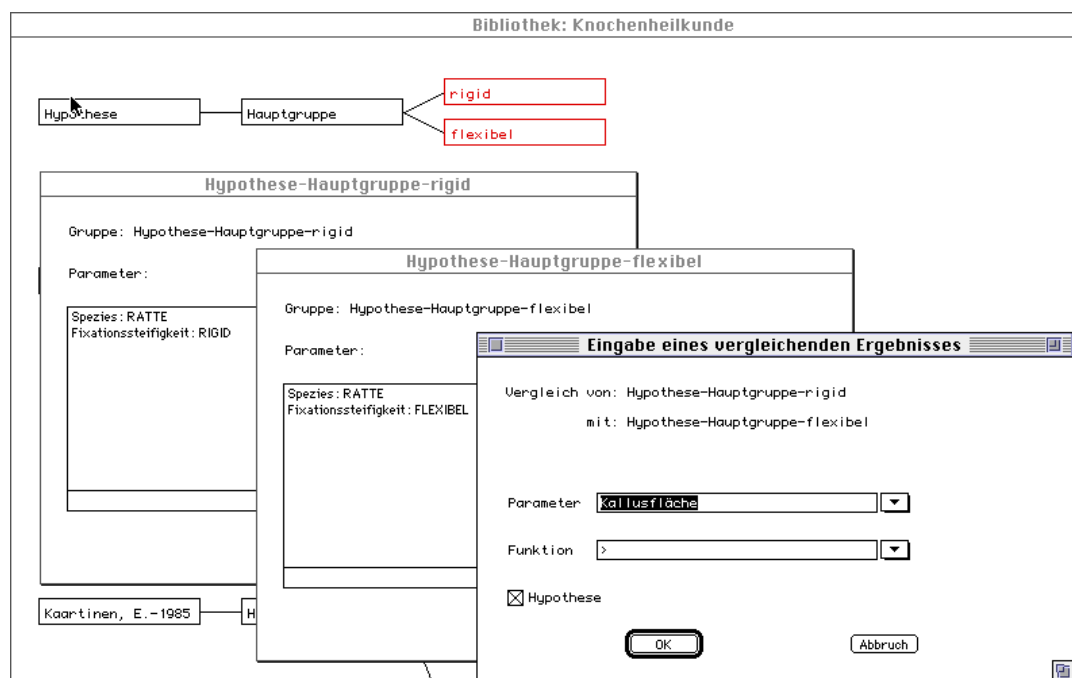 Bibliothek: Knochenheilkunde
rigid
Hypothese
Hauptgruppe
flexibel
Hypothese-Hauptgruppe-rigid
Gruppe: Hypothese-Hauptgruppe-rigid
Parameter:
Spezies: RATTE
Fixationssteifigkeit: RIGID
Hypothese-Hauptgruppe-flexibel
Gruppe: Hypothese-Hauptgruppe-flexibel
Parameter:
Spezies: RATTE
Fixationssteifigkeit: FLEXIBEL
Eingabe eines vergleichenden Ergebnisses
Vergleich von: Hypothese-Hauptgruppe-rigid
mit: Hypothese-Hauptgruppe-flexibel
Parameter Kallusfläche
Funktion >
Hypothese
OK
Abbruch
Kaartinen, E.-1985
H